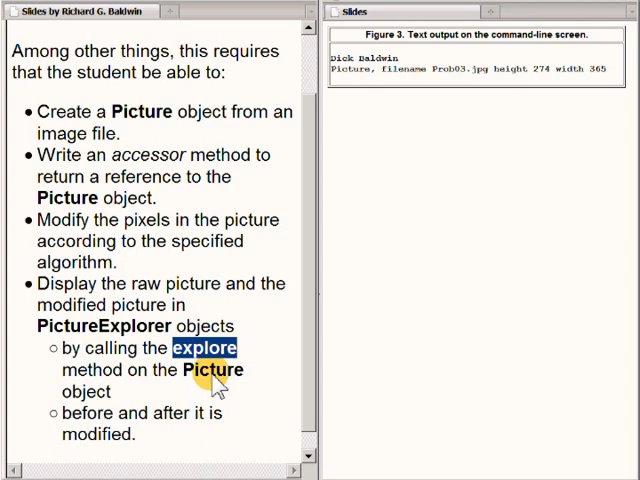 Slides by Richard G. Baldwin
Among other things, this requires
that the student be able to:
Create a Picture object from an
image file.
Write an accessor method to
return a reference to the
Picture object.
Modify the pixels in the picture
according to the specified
algorithm.
Display the raw picture and the
modified picture in
PictureExplorer objects
by calling the explore
method on the Picture
object
before and after it is
modified.
Slides
Figure 3. Text output on the command-line screen.
Dick Baldwin
Picture, filename Prob03.jpg height 274 width 365